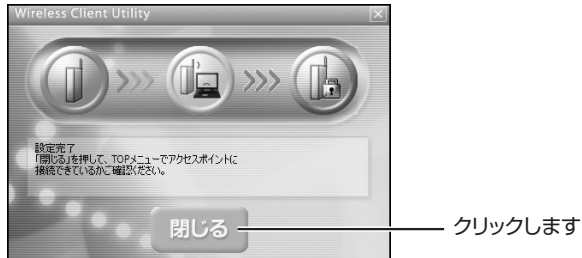 Wireless Client Utility
設定完了
「閉じる」を押して、TOPメニューでアクセスポイントに
接続できているかご確認ください。
閉じる
クリックします